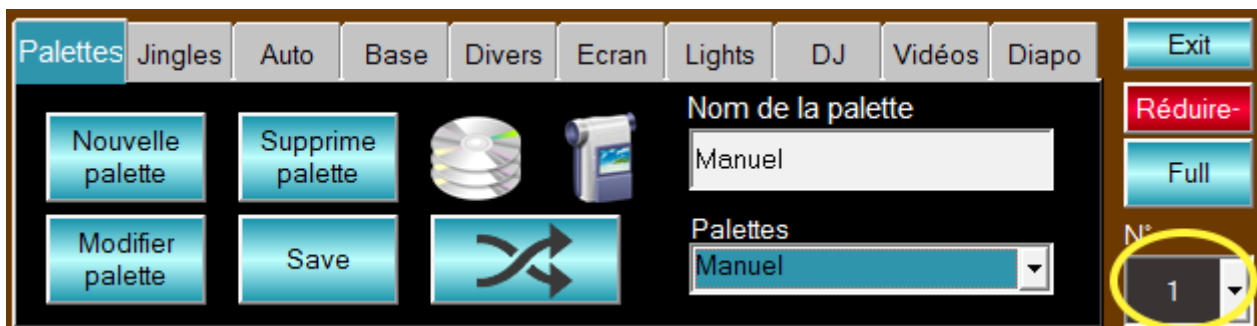 Palettes Jingles Auto Base Divers Ecran Lights DJ Vidéos Diapo
Exit
Réduire-
Full
N°
1
Nouvelle
palette
Supprime
palette
Nom de la palette
Manuel
Modifier
palette
Save
Palettes
Manuel